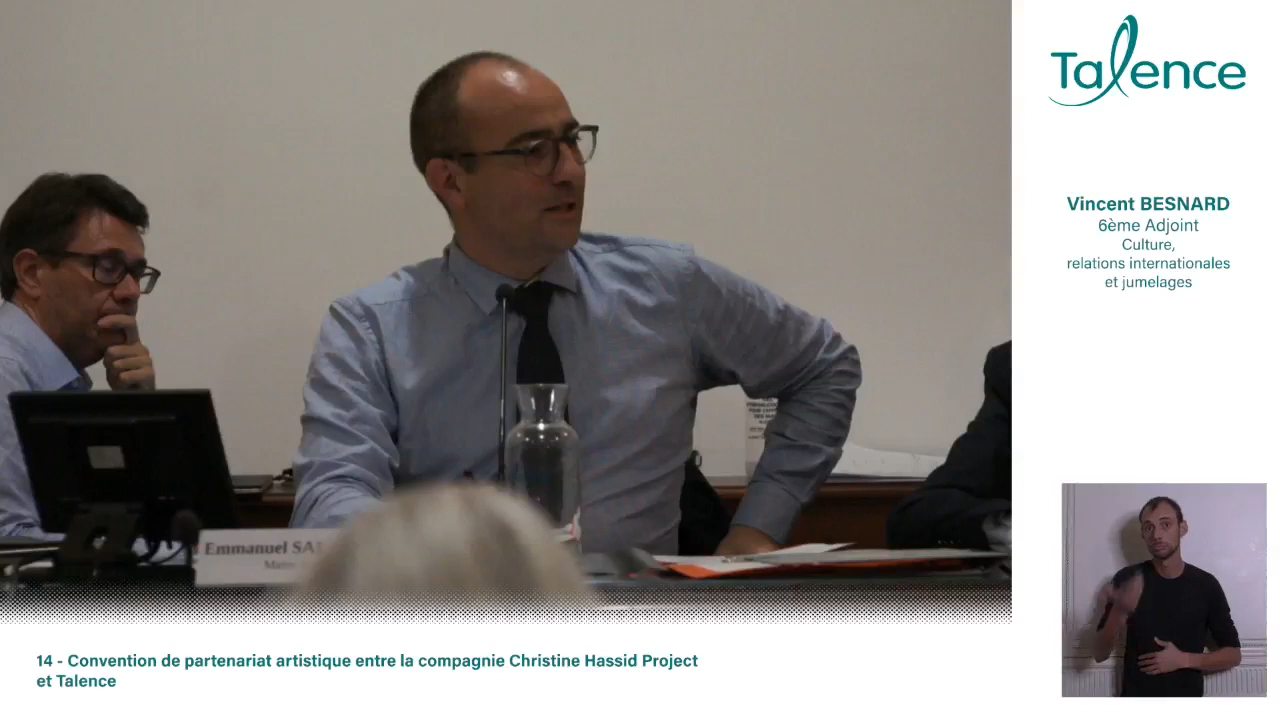 Talence
Vincent BESNARD
6ème Adjoint
Culture,
relations internationales
et jumelages
Emmanuel
14 - Convention de partenariat artistique entre la compagnie Christine Hassid Project
et Talence